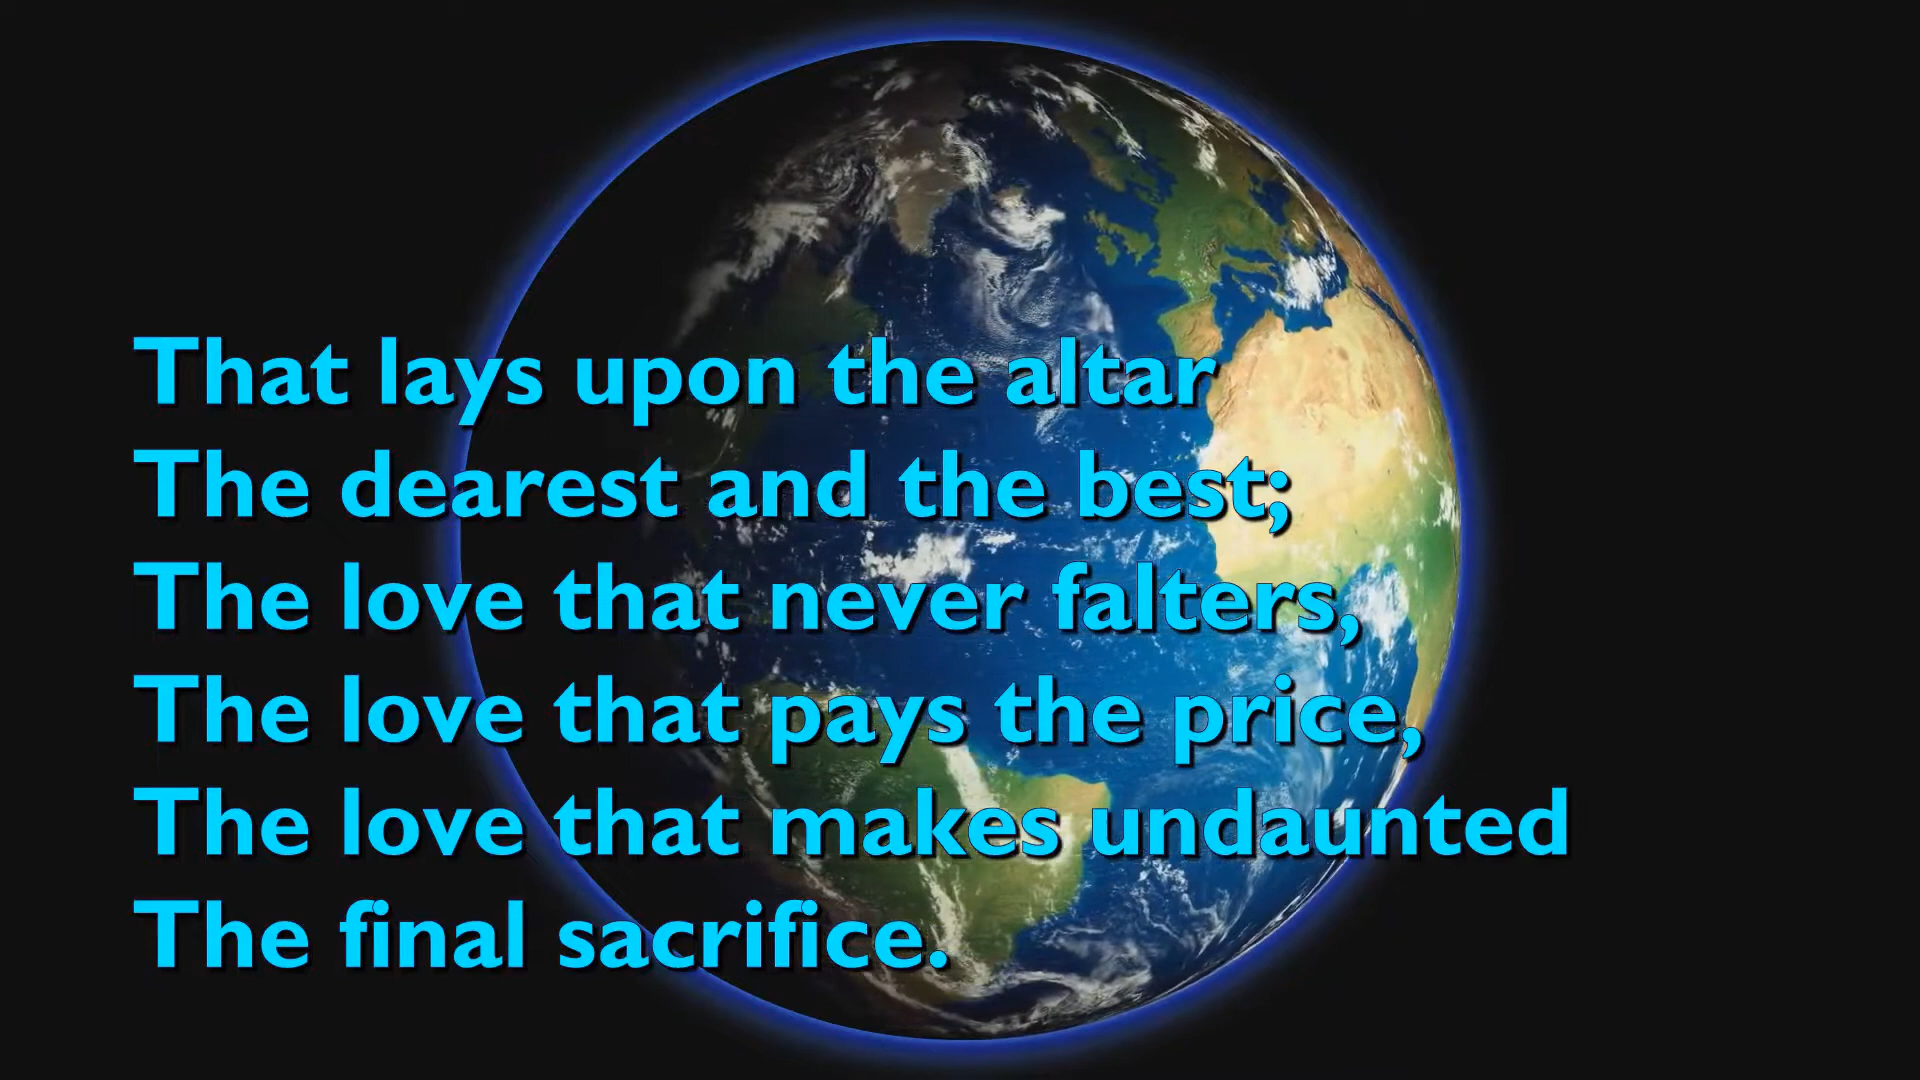 That lays upon the altar
The dearest and the best;
The love that never falters,
The love that pays the price,
The love that makes undaunted
The final sacrifice.